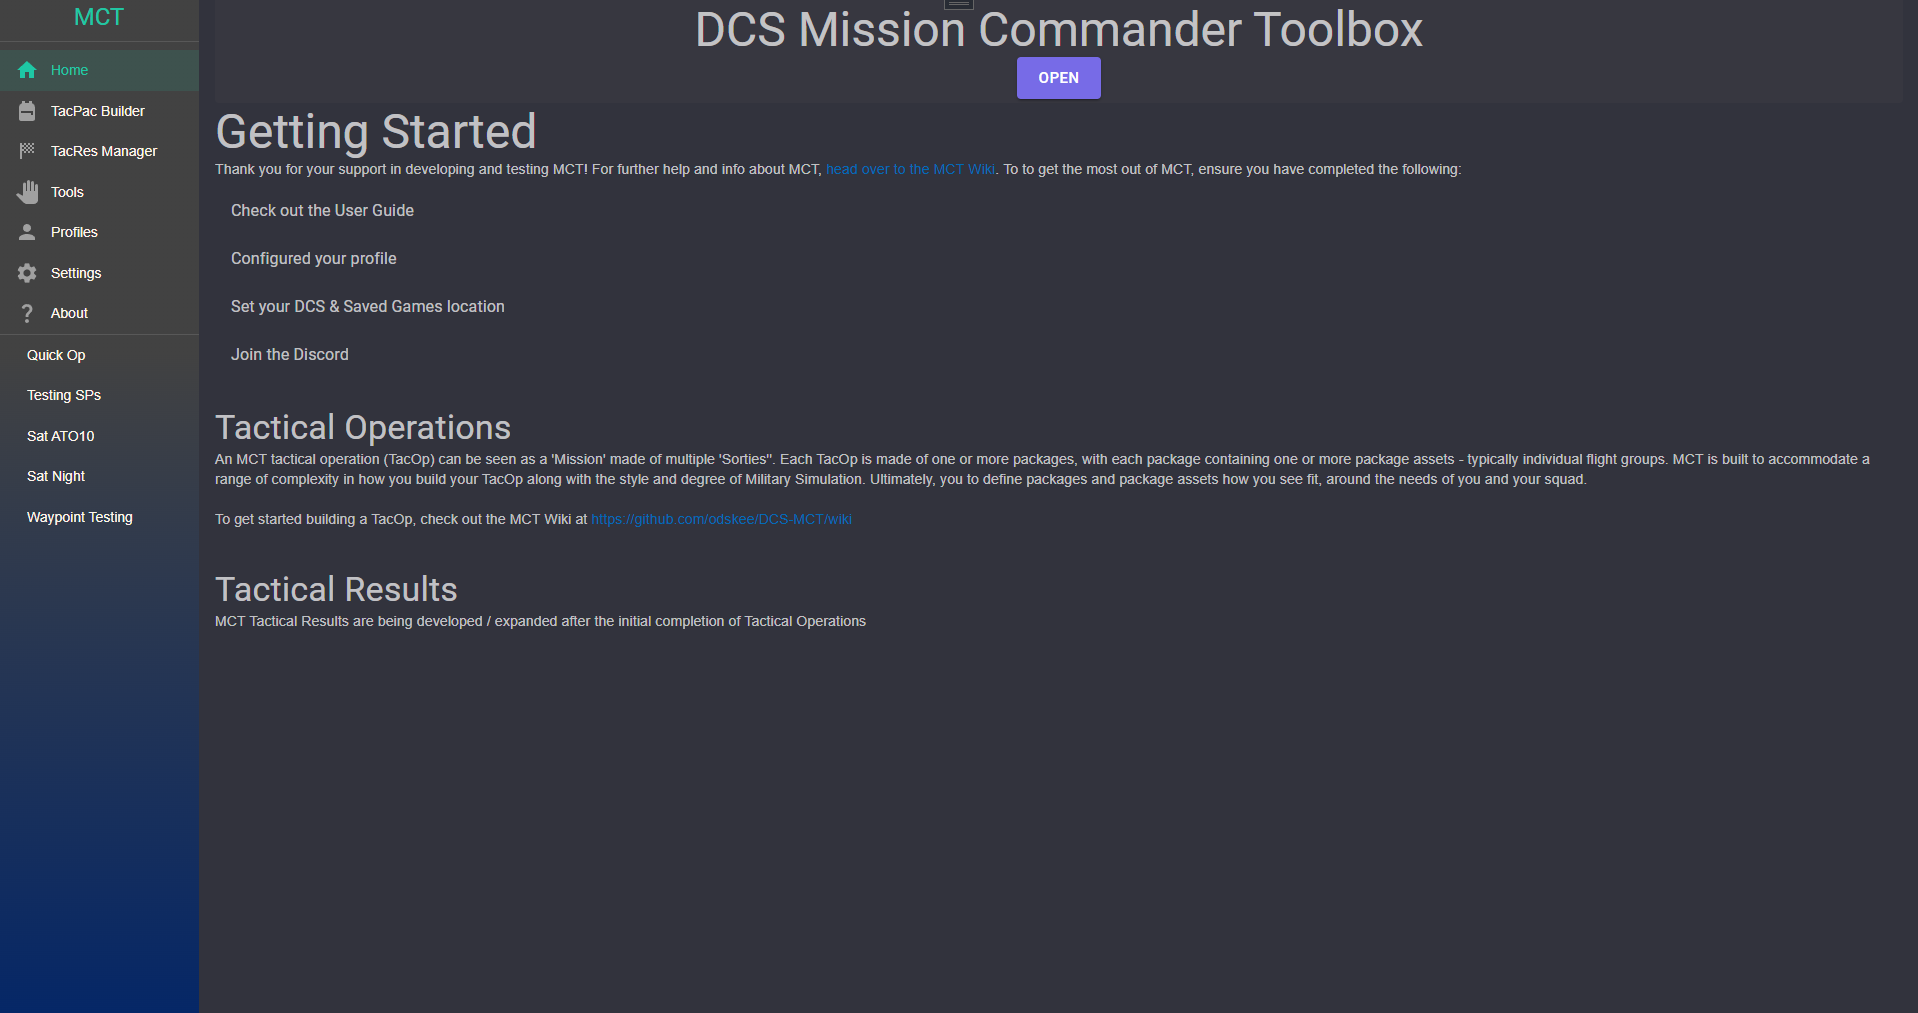 MCT
Home
TacPac Builder
TacRes Manager
Tools
Profiles
Settings
About
Quick Op
Testing SPs
Sat ATO10
Sat Night
Waypoint Testing
DCS Mission Commander Toolbox
OPEN
Getting Started
Thank you for your support in developing and testing MCT! For further help and info about MCT, head over to the MCT Wiki. To to get the most out of MCT, ensure you have completed the following:
Check out the User Guide
Configured your profile
Set your DCS & Saved Games location
Join the Discord
Tactical Operations
An MCT tactical operation (TacOp) can be seen as a 'Mission' made of multiple 'Sorties". Each TacOp is made of one or more packages, with each package containing one or more package assets - typically individual flight groups. MCT is built to accommodate a
range of complexity in how you build your TacOp along with the style and degree of Military Simulation. Ultimately, you to define packages and package assets how you see fit, around the needs of you and your squad.
To get started building a TacOp, check out the MCT Wiki at https://github.com/odskee/DCS-MCT/wiki
Tactical Results
MCT Tactical Results are being developed / expanded after the initial completion of Tactical Operations